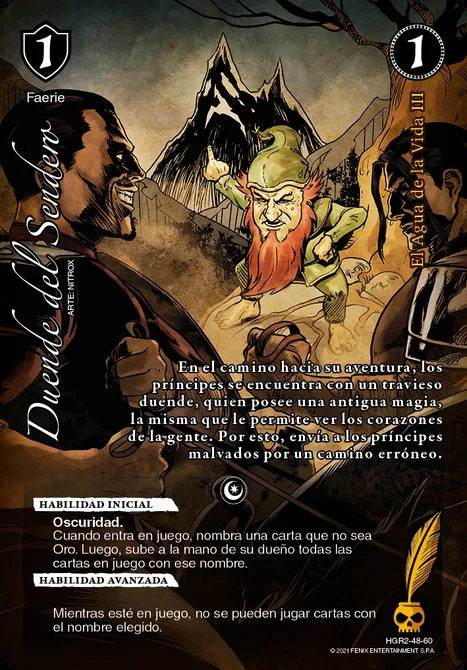 1
1
Faerie
Duende del Sendero
ARTE: NITROX
El Agua de la Vida III
En el camino hacia su aventura, los
príncipes se encuentra con un travieso
duende, quien posee una antigua magia,
la misma que le permite ver los corazones
de la gente. Por esto, envía a los príncipes
malvados por un camino erróneo.
HABILIDAD INICIAL
Oscuridad.
Cuando entra en juego, nombra una carta que no sea
Oro. Luego, sube a la mano de su dueño todas las
cartas en juego con ese nombre.
HABILIDAD AVANZADA
Mientras esté en juego, no se pueden jugar cartas con
el nombre elegido.
HGR2-48-60
© 2021 FENIX ENTERTAINMENT S.P.A.